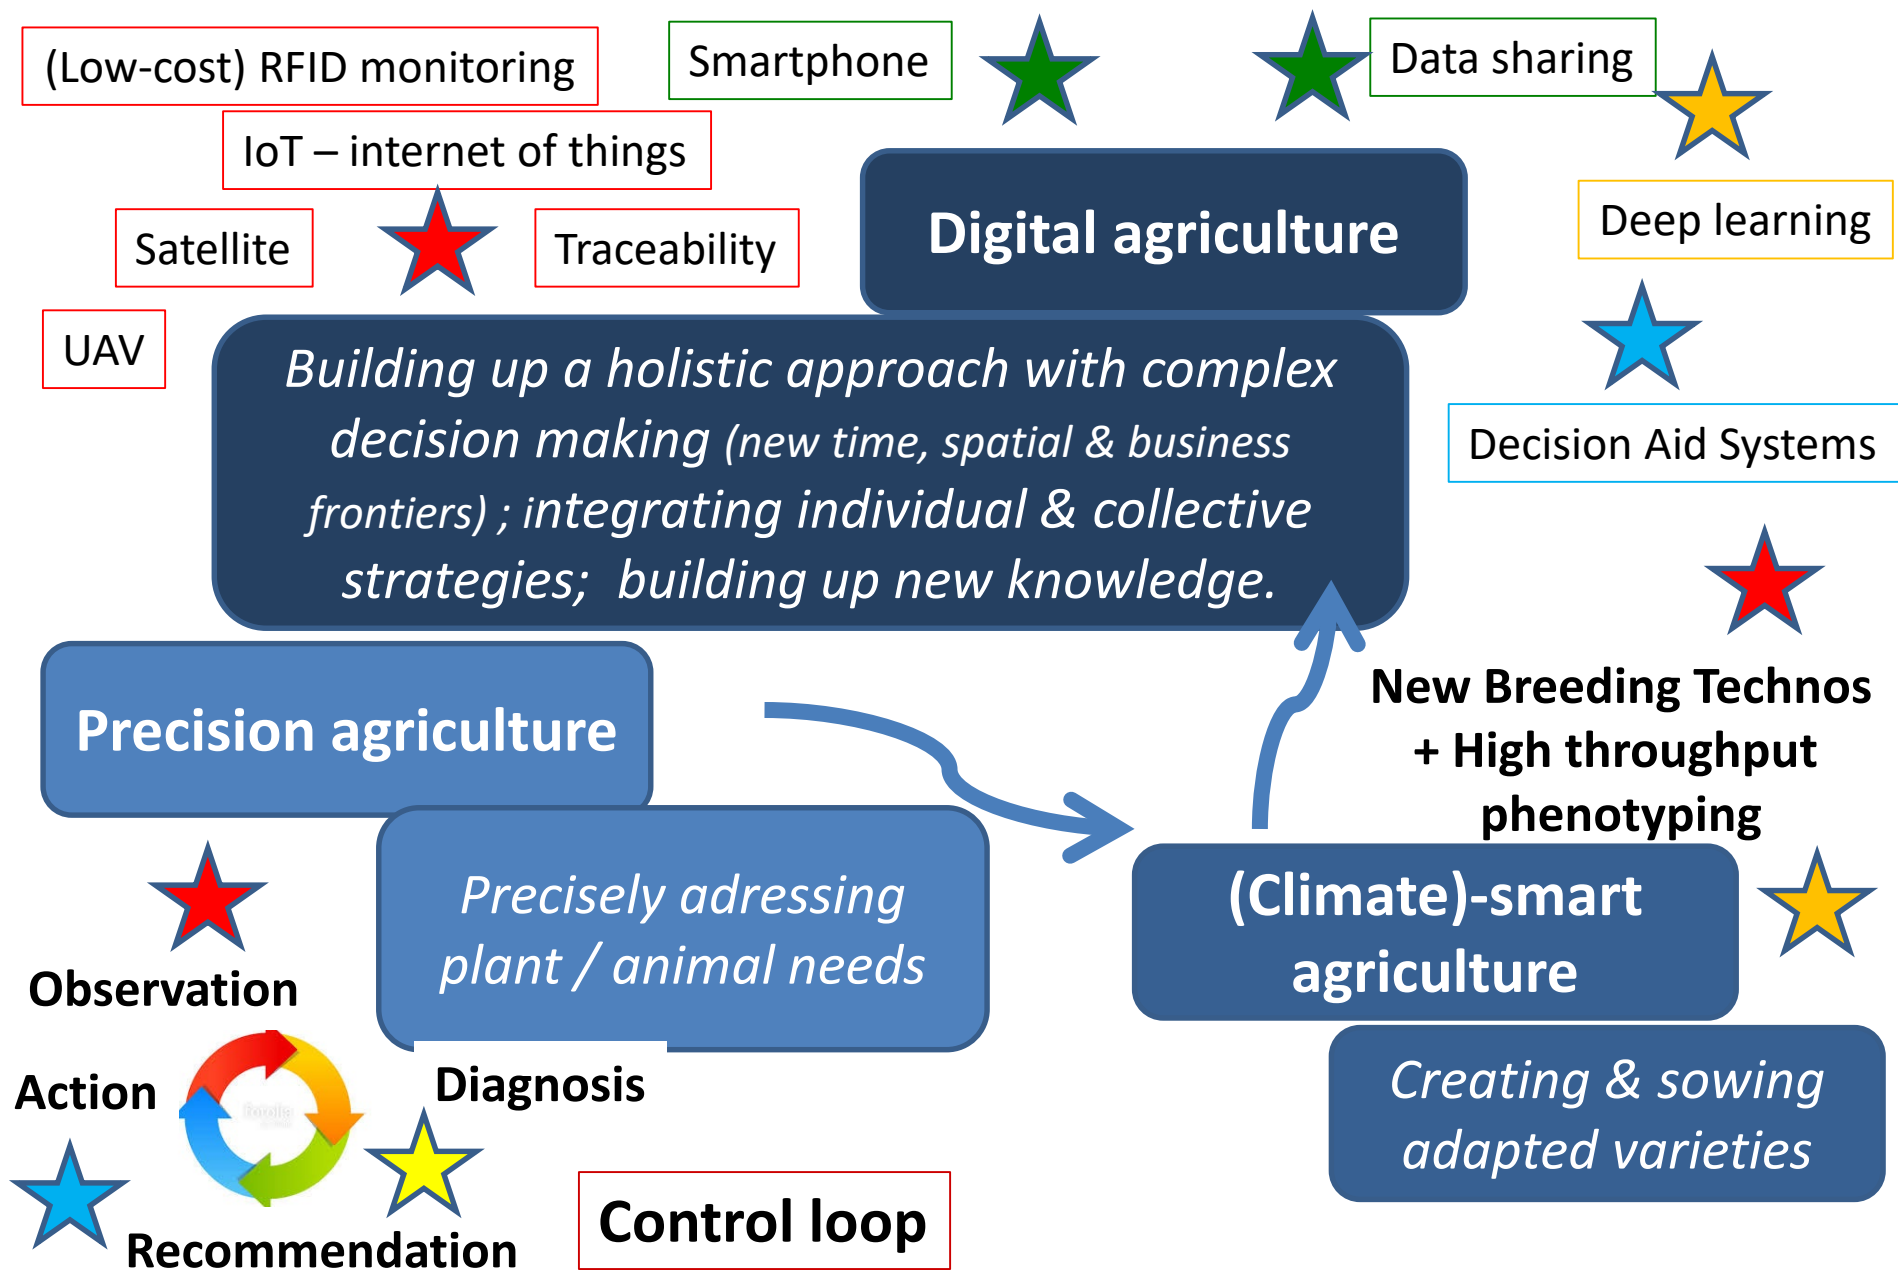 (Low-cost) RFID monitoring
Smartphone
Data sharing
IoT – internet of things
Satellite
Traceability
UAV
Digital agriculture
Deep learning
Building up a holistic approach with complex
decision making (new time, spatial & business
frontiers) ; integrating individual & collective
strategies;  building up new knowledge.
Decision Aid Systems
Precision agriculture
New Breeding Technos
+ High throughput
phenotyping
Precisely adressing
plant / animal needs
(Climate)-smart
agriculture
Creating & sowing
adapted varieties
Observation
Action
Diagnosis
Recommendation
Control loop